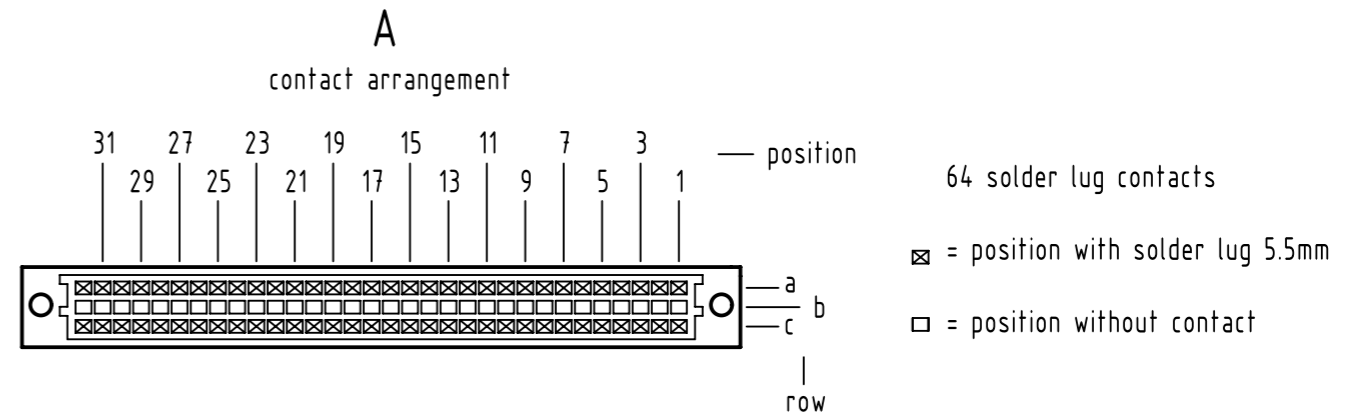 A
contact arrangement
31 27 23 19 15 11 7 3
position
29 25 21 17 13 9 5 1
64 solder lug contacts
= position with solder lug 5.5mm
a
b
c
= position without contact
row